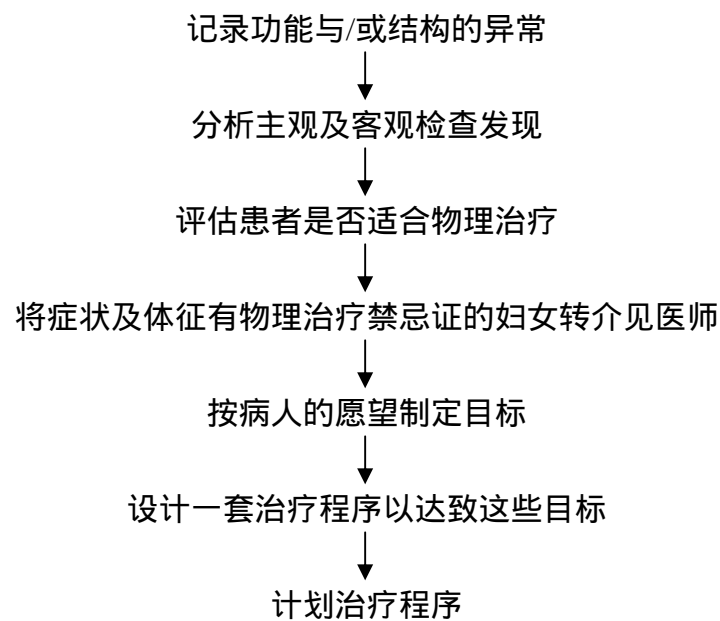 记录功能与/或结构的异常
分析主观及客观检查发现
评估患者是否适合物理治疗
将症状及体征有物理治疗禁忌证的妇女转介见医师
按病人的愿望制定目标
设计一套治疗程序以达致这些目标
计划治疗程序